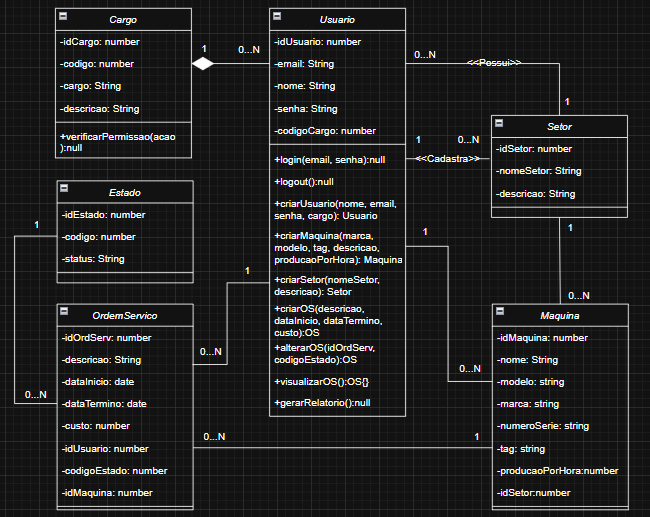 Cargo
-idCargo: number
-codigo: number
-cargo: String
-descricao: String
+verificarPermissao(acao
):null
1
0...N
Usuario
-idUsuario: number
-email: String
-nome: String
-senha: String
-codigoCargo: number
+login(email, senha):null
+logout():null
+criarUsuario(nome, email,
senha, cargo): Usuario
+criarMaquina(marca,
modelo, tag, descricao,
producaoPorHora): Maquina
+criarSetor(nomeSetor,
descricao): Setor
+criarOS(descricao,
dataInicio, dataTermino,
custo):OS
+alterarOS(idOrdServ,
codigoEstado):OS
+visualizarOS():OS{}
+gerarRelatorio():null
0...N
<<Possui>>
1
1
0...N
<<Cadastra>>
Setor
-idSetor: number
-nomeSetor: String
-descricao: String
1
0...N
Estado
-idEstado: number
-codigo: number
-status: String
1
0...N
1
0...N
1
0...N
OrdemServico
-idOrdServ: number
-descricao: String
-dataInicio: date
-dataTermino: date
-custo: number
-idUsuario: number
-codigoEstado: number
-idMaquina: number
0...N
1
Maquina
-idMaquina: number
-nome: String
-modelo: string
-marca: string
-numeroSerie: string
-tag: string
-producaoPorHora:number
-idSetor:number